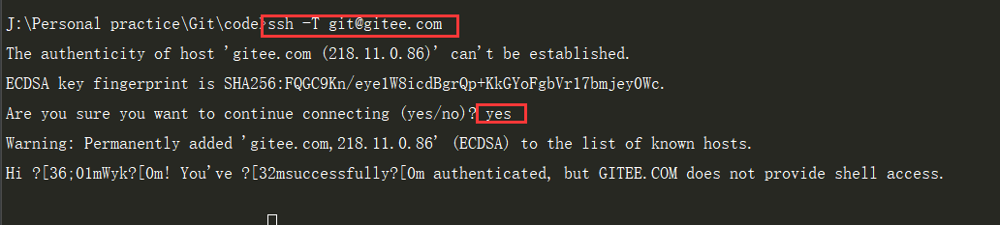 J:\Personal practice\Git\code>ssh -T git@gitee.com
The authenticity of host 'gitee.com (218.11.0.86)' can't be established.
ECDSA key fingerprint is SHA256:FQGC9Kn/eye1W8icdBgrQp+KkGYoFgbVr17bmjey0Wc.
Are you sure you want to continue connecting (yes/no)? yes
Warning: Permanently added 'gitee.com,218.11.0.86' (ECDSA) to the list of known hosts.
Hi ?[36;01mWyk?[0m! You've ?[32msuccessfully?[0m authenticated, but GITEE.COM does not provide shell access.